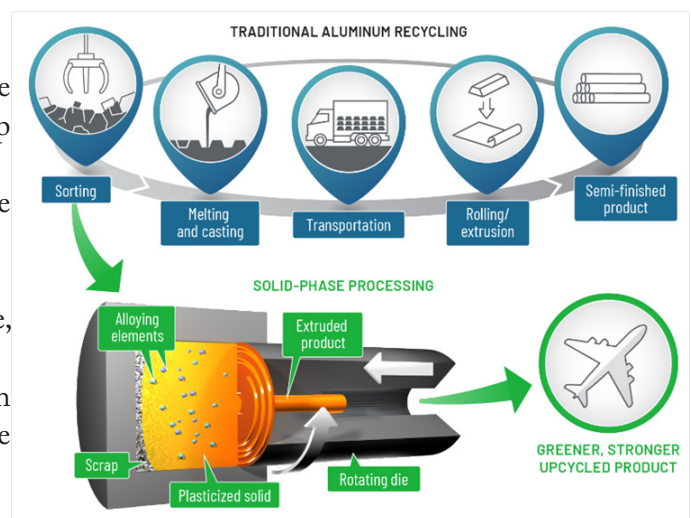 TRADITIONAL ALUMINUM RECYCLING
Sorting
Melting
and casting
Transportation
Rolling/
extrusion
Semi-finished
product
SOLID-PHASE PROCESSING
Alloying
elements
Extruded
product
Scrap
Plasticized solid
Rotating die
GREENER, STRONGER
UPCYCLED PRODUCT